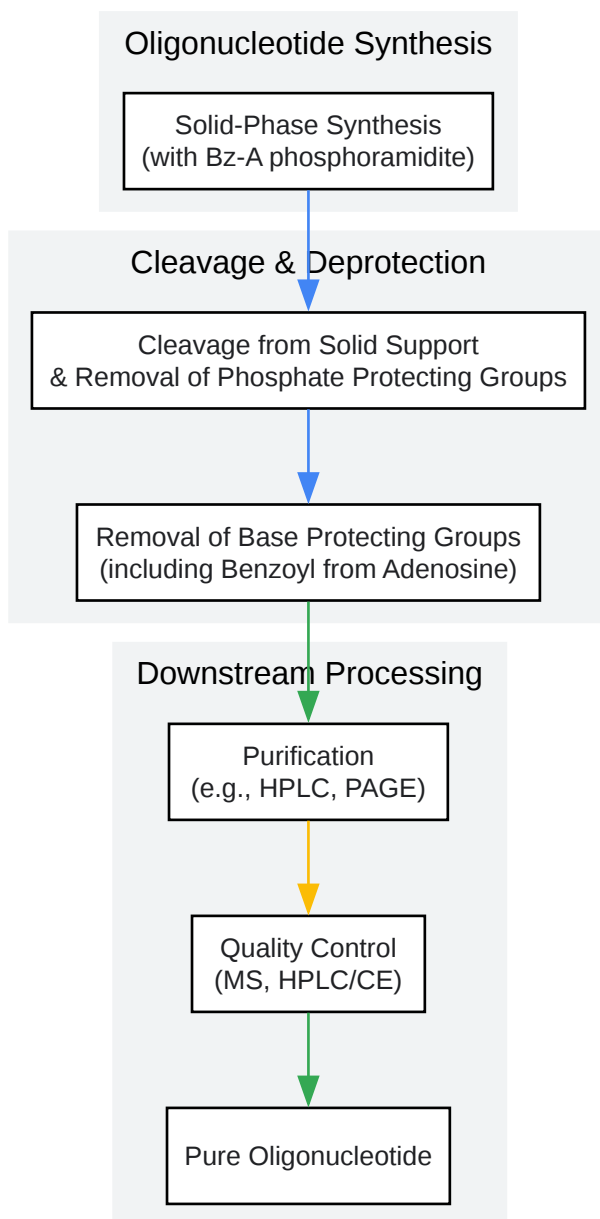 Oligonucleotide Synthesis
Solid-Phase Synthesis
(with Bz-A phosphoramidite)
Cleavage & Deprotection
Cleavage from Solid Support
& Removal of Phosphate Protecting Groups
Removal of Base Protecting Groups
(including Benzoyl from Adenosine)
Downstream Processing
Purification
(e.g., HPLC, PAGE)
Quality Control
(MS, HPLC/CE)
Pure Oligonucleotide